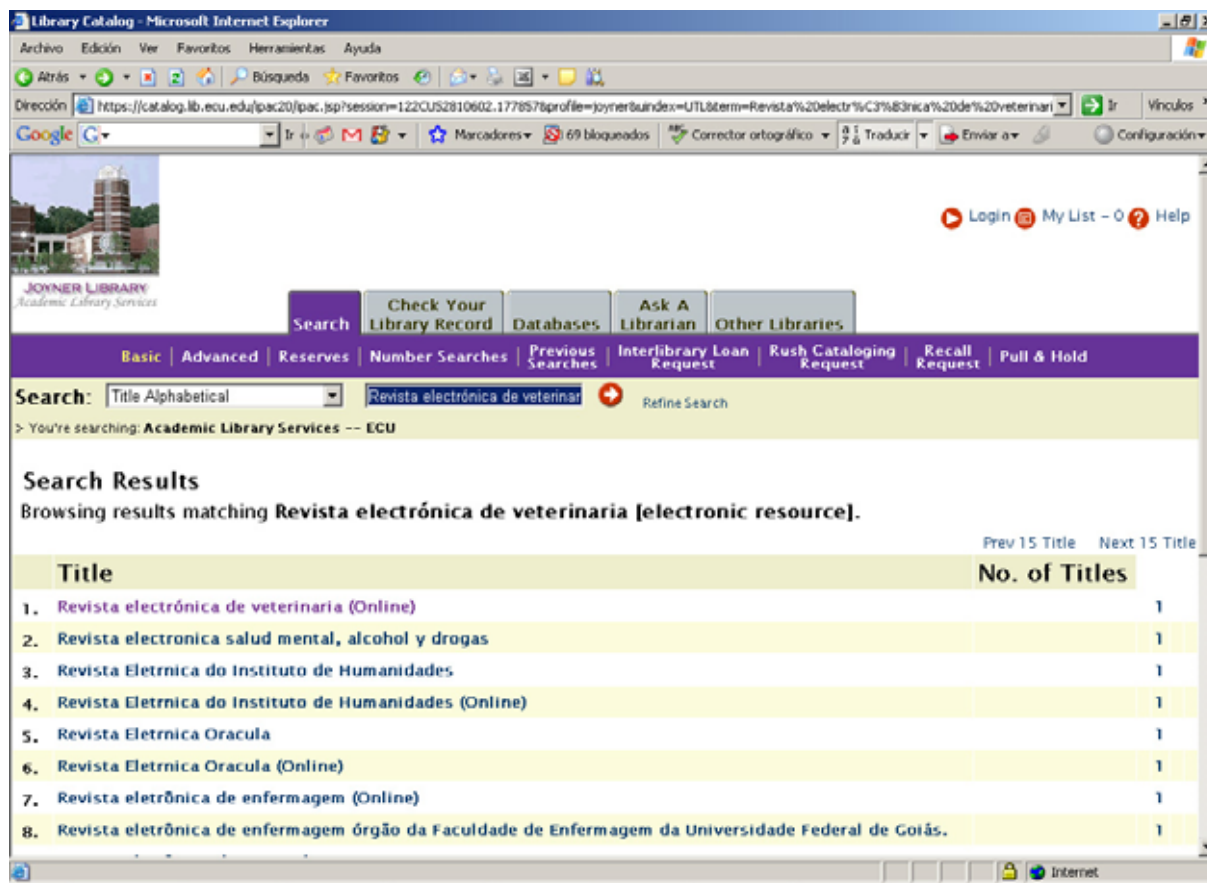 Library Catalog - Microsoft Internet Explorer
Archivo Edición Ver Favoritos Herramientas Ayuda
Atrás Búsqueda Favoritos
Dirección https://catalog.lib.ecu.edu/ipac20/ipac.jsp?session=122CU52810602.177857&profile=joyner&uindex=UTL&term=Revista%20electr%C3%B3nica%20de%20veterinari Ir Vínculos
Google G Ir Marcadores 69 bloqueados Corrector ortográfico Traducir Enviar a Configuración
Login My List - 0 Help
JOYNER LIBRARY
Academic Library Services
Search Check Your Library Record Databases Ask A Librarian Other Libraries
Basic | Advanced | Reserves | Number Searches | Previous Searches | Interlibrary Loan Request | Rush Cataloging Request | Recall Request | Pull & Hold
Search: Title Alphabetical Revista electrónica de veterinar Refine Search
> You're searching: Academic Library Services -- ECU
Search Results
Browsing results matching Revista electrónica de veterinaria [electronic resource].
Prev 15 Title Next 15 Title
Title No. of Titles
1. Revista electrónica de veterinaria (Online) 1
2. Revista electronica salud mental, alcohol y drogas 1
3. Revista Eletrnica do Instituto de Humanidades 1
4. Revista Eletrnica do Instituto de Humanidades (Online) 1
5. Revista Eletrnica Oracula 1
6. Revista Eletrnica Oracula (Online) 1
7. Revista eletrônica de enfermagem (Online) 1
8. Revista eletrônica de enfermagem órgão da Faculdade de Enfermagem da Universidade Federal de Goiás. 1
Internet